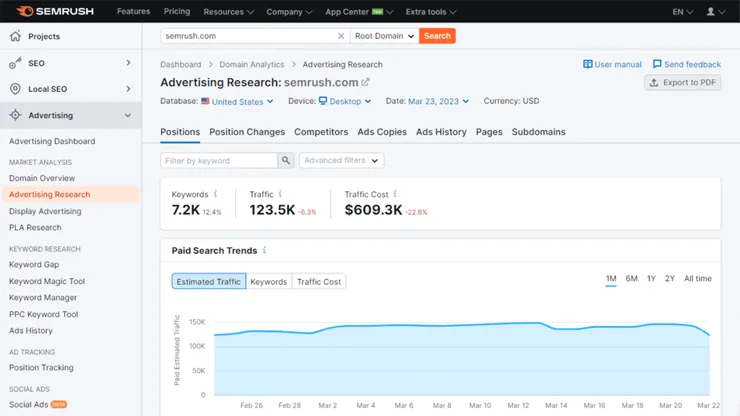 SEMRUSH Features Pricing Resources Company App Center new Extra tools EN
Projects
SEO
Local SEO
Advertising
Advertising Dashboard
MARKET ANALYSIS
Domain Overview
Advertising Research
Display Advertising
PLA Research
KEYWORD RESEARCH
Keyword Gap
Keyword Magic Tool
Keyword Manager
PPC Keyword Tool
Ads History
AD TRACKING
Position Tracking
SOCIAL ADS
Social Ads beta
semrush.com Root Domain Search
Dashboard Domain Analytics Advertising Research User manual Send feedback
Advertising Research: semrush.com Export to PDF
Database: United States Device: Desktop Date: Mar 23, 2023 Currency: USD
Positions Position Changes Competitors Ads Copies Ads History Pages Subdomains
Filter by keyword Advanced filters
Keywords i Traffic i Traffic Cost i
7.2K 12.4% 123.5K -6.3% $609.3K -22.8%
Paid Search Trends i
Estimated Traffic Keywords Traffic Cost 1M 6M 1Y 2Y All time
Paid Estimated Traffic
150K
100K
50K
0
Feb 26 Feb 28 Mar 2 Mar 4 Mar 6 Mar 8 Mar 10 Mar 12 Mar 14 Mar 16 Mar 18 Mar 20 Mar 22